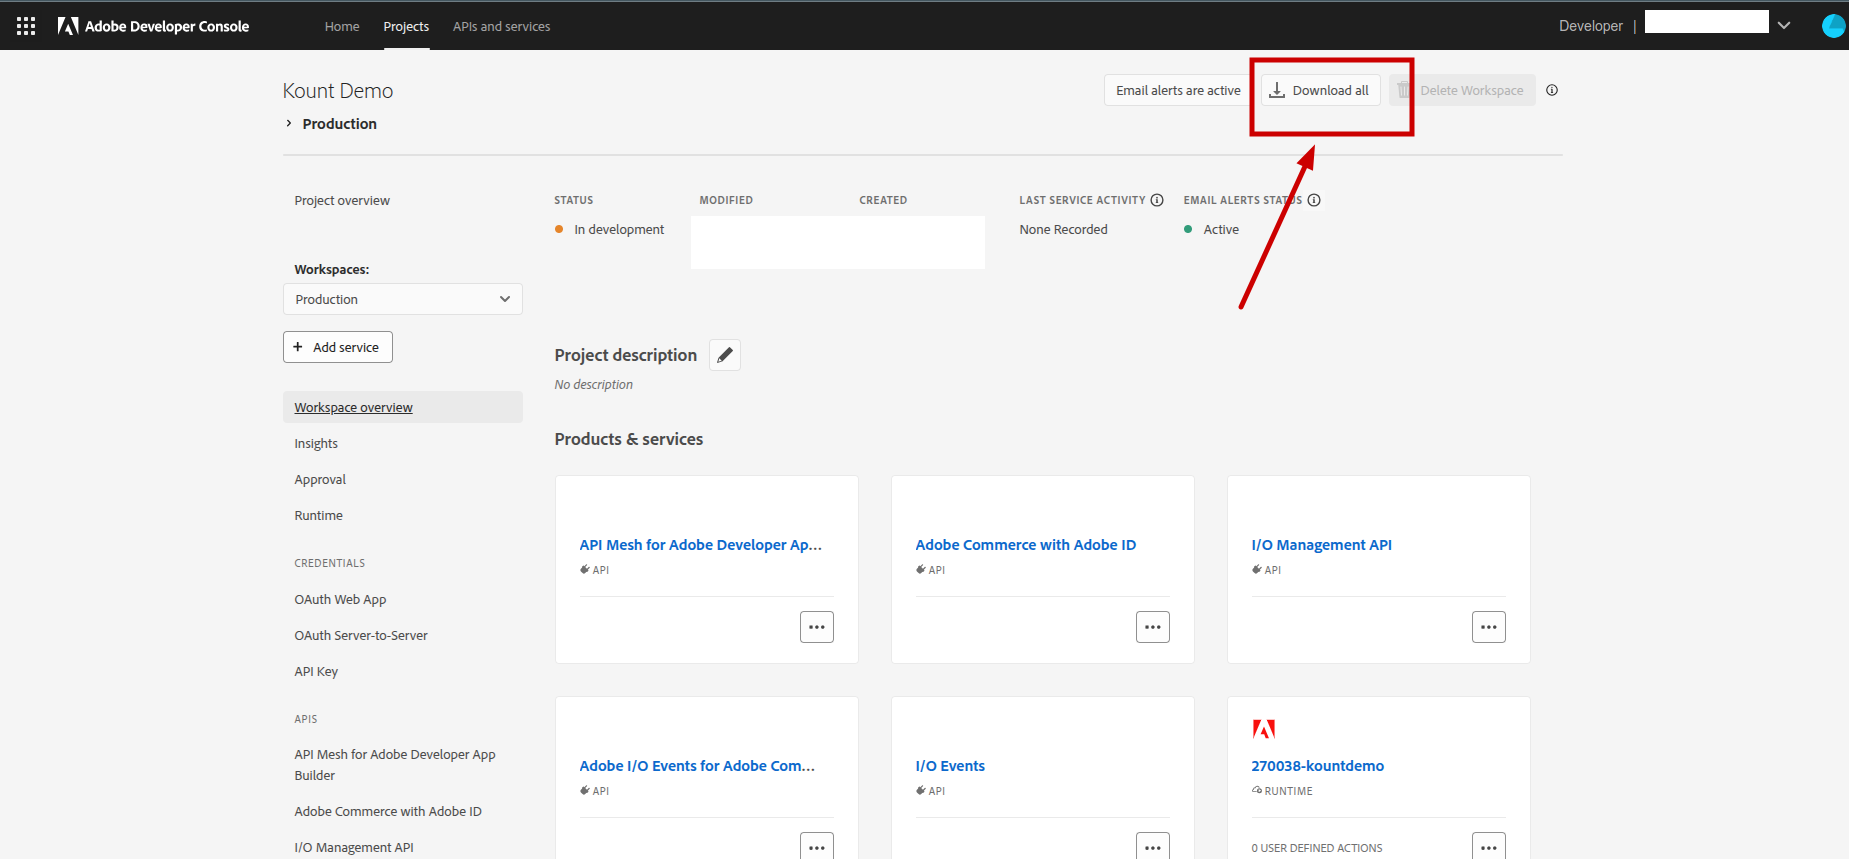 Adobe Developer Console
Home
Projects
APIs and services
Developer |
Kount Demo
Email alerts are active
Download all
Delete Workspace
Production
Project overview
STATUS
MODIFIED
CREATED
LAST SERVICE ACTIVITY
EMAIL ALERTS STATUS
In development
None Recorded
Active
Workspaces:
Production
+ Add service
Project description
No description
Workspace overview
Insights
Approval
Runtime
CREDENTIALS
OAuth Web App
OAuth Server-to-Server
API Key
APIS
API Mesh for Adobe Developer App
Builder
Adobe Commerce with Adobe ID
I/O Management API
Products & services
API Mesh for Adobe Developer Ap...
API
Adobe Commerce with Adobe ID
API
I/O Management API
API
Adobe I/O Events for Adobe Com...
API
I/O Events
API
270038-kountdemo
RUNTIME
0 USER DEFINED ACTIONS